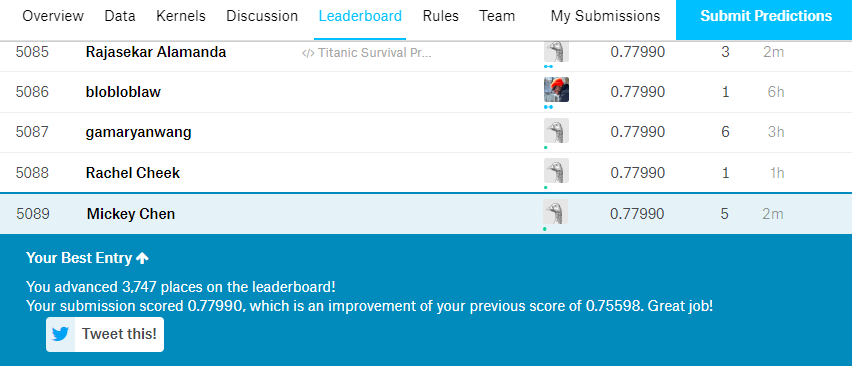 Overview Data Kernels Discussion Leaderboard Rules Team My Submissions Submit Predictions
5085 Rajasekar Alamanda </> Titanic Survival Pr... 0.77990 3 2m
5086 blobloblaw 0.77990 1 6h
5087 gamaryanwang 0.77990 6 3h
5088 Rachel Cheek 0.77990 1 1h
5089 Mickey Chen 0.77990 5 2m
Your Best Entry ↑
You advanced 3,747 places on the leaderboard!
Your submission scored 0.77990, which is an improvement of your previous score of 0.75598. Great job!
Tweet this!